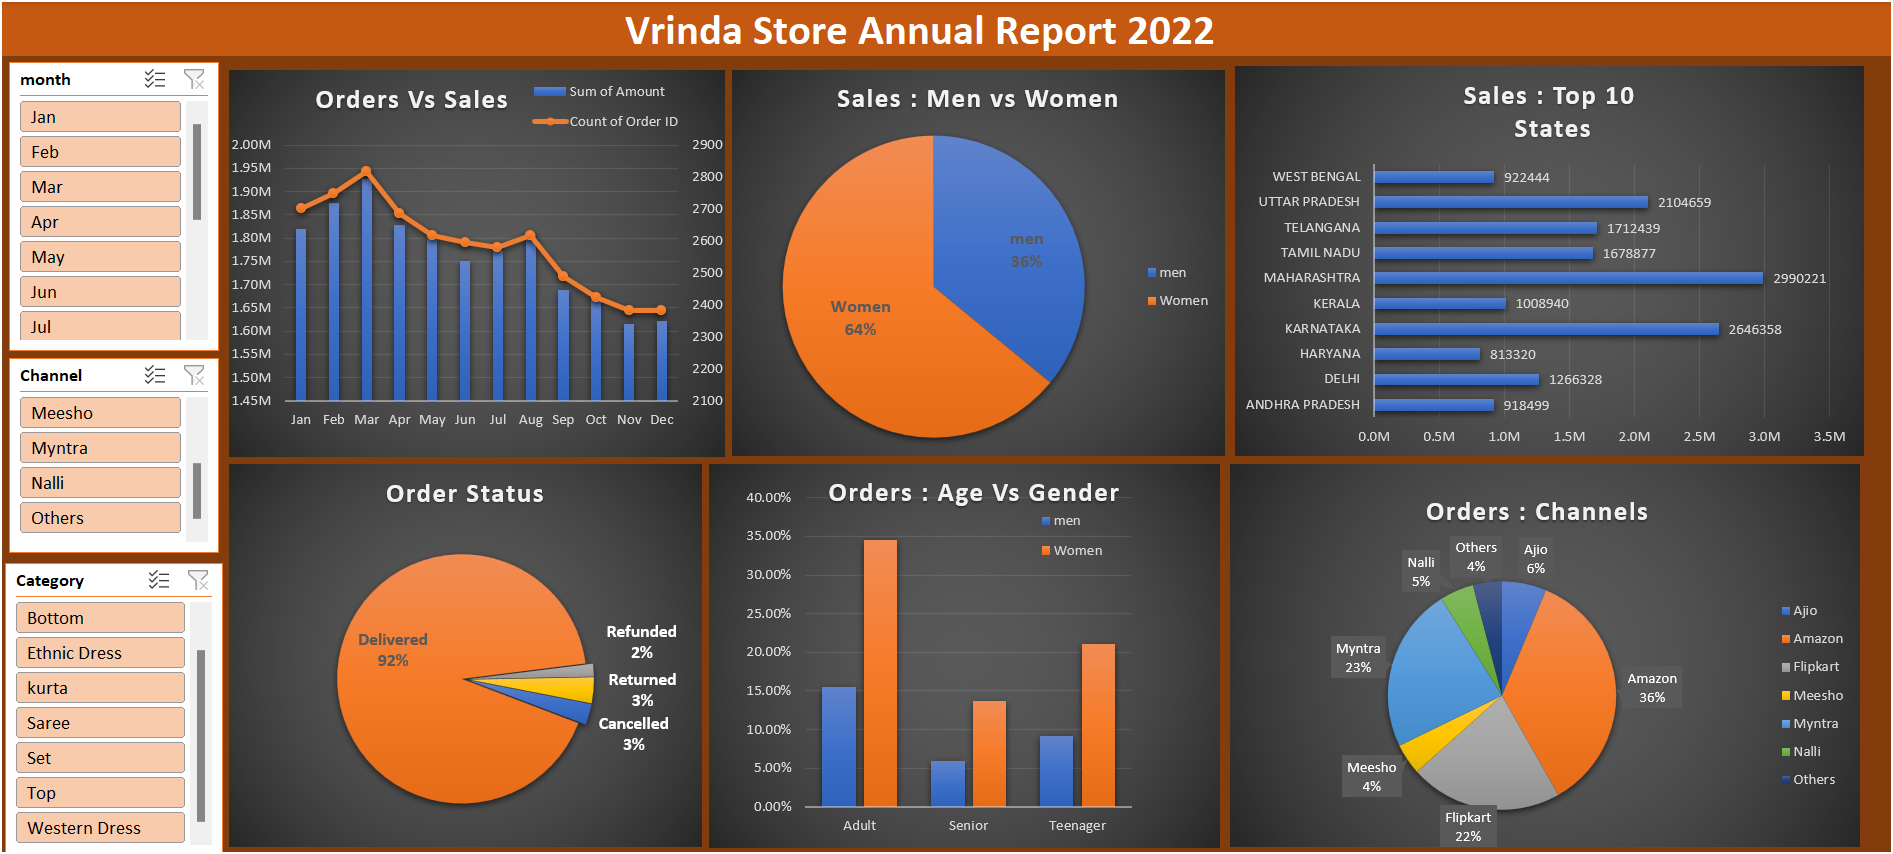 Vrinda Store Annual Report 2022
month
Jan
Feb
Mar
Apr
May
Jun
Jul
Channel
Meesho
Myntra
Nalli
Others
Category
Bottom
Ethnic Dress
kurta
Saree
Set
Top
Western Dress
Orders Vs Sales
Sum of Amount
Count of Order ID
2.00M
1.95M
1.90M
1.85M
1.80M
1.75M
1.70M
1.65M
1.60M
1.55M
1.50M
1.45M
2900
2800
2700
2600
2500
2400
2300
2200
2100
Jan Feb Mar Apr May Jun Jul Aug Sep Oct Nov Dec
Sales : Men vs Women
men
36%
Women
64%
men
Women
Sales : Top 10
States
WEST BENGAL 922444
UTTAR PRADESH 2104659
TELANGANA 1712439
TAMIL NADU 1678877
MAHARASHTRA 2990221
KERALA 1008940
KARNATAKA 2646358
HARYANA 813320
DELHI 1266328
ANDHRA PRADESH 918499
0.0M 0.5M 1.0M 1.5M 2.0M 2.5M 3.0M 3.5M
Order Status
Delivered
92%
Refunded
2%
Returned
3%
Cancelled
3%
Orders : Age Vs Gender
men
Women
40.00%
35.00%
30.00%
25.00%
20.00%
15.00%
10.00%
5.00%
0.00%
Adult Senior Teenager
Orders : Channels
Others
4%
Ajio
6%
Nalli
5%
Myntra
23%
Amazon
36%
Meesho
4%
Flipkart
22%
Ajio
Amazon
Flipkart
Meesho
Myntra
Nalli
Others